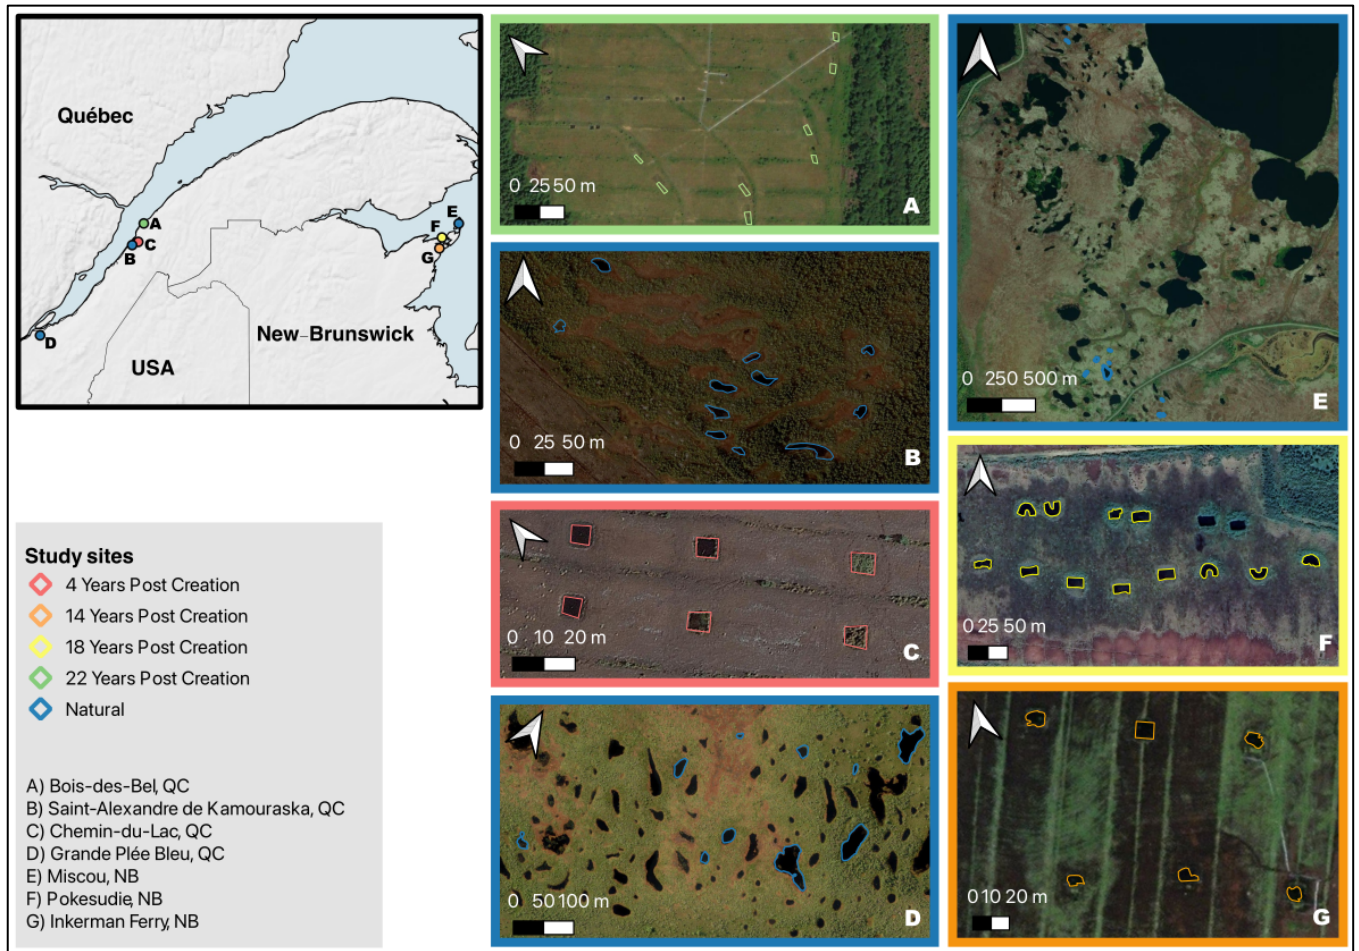 Québec
A
C
B
D
E
F
G
New-Brunswick
USA
Study sites
4 Years Post Creation
14 Years Post Creation
18 Years Post Creation
22 Years Post Creation
Natural
A) Bois-des-Bel, QC
B) Saint-Alexandre de Kamouraska, QC
C) Chemin-du-Lac, QC
D) Grande Plée Bleu, QC
E) Miscou, NB
F) Pokesudie, NB
G) Inkerman Ferry, NB
0 25 50 m
A
0 25 50 m
B
0 10 20 m
C
0 50 100 m
D
0 250 500 m
E
0 25 50 m
F
0 10 20 m
G